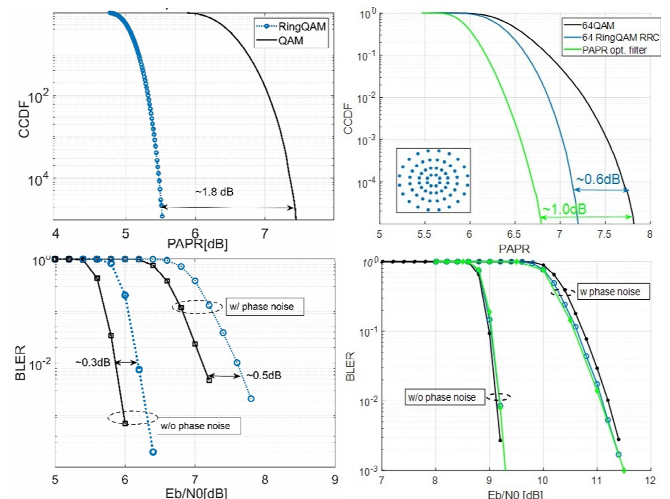 RingQAM
QAM
CCDF
10²
10⁴
~1.8 dB
4
5
6
7
PAPR[dB]
64QAM
64 RingQAM RRC
PAPR opt. filter
CCDF
10⁰
10⁻¹
10⁻²
10⁻³
10⁻⁴
~0.6dB
~1.0dB
5
5.5
6
6.5
7
7.5
8
PAPR
BLER
10⁰
10⁻²
w/ phase noise
~0.3dB
~0.5dB
w/o phase noise
5
6
7
8
9
Eb/N0[dB]
BLER
10⁰
10⁻¹
10⁻²
10⁻³
w phase noise
w/o phase noise
7
8
9
10
11
12
Eb/N0 [dB]